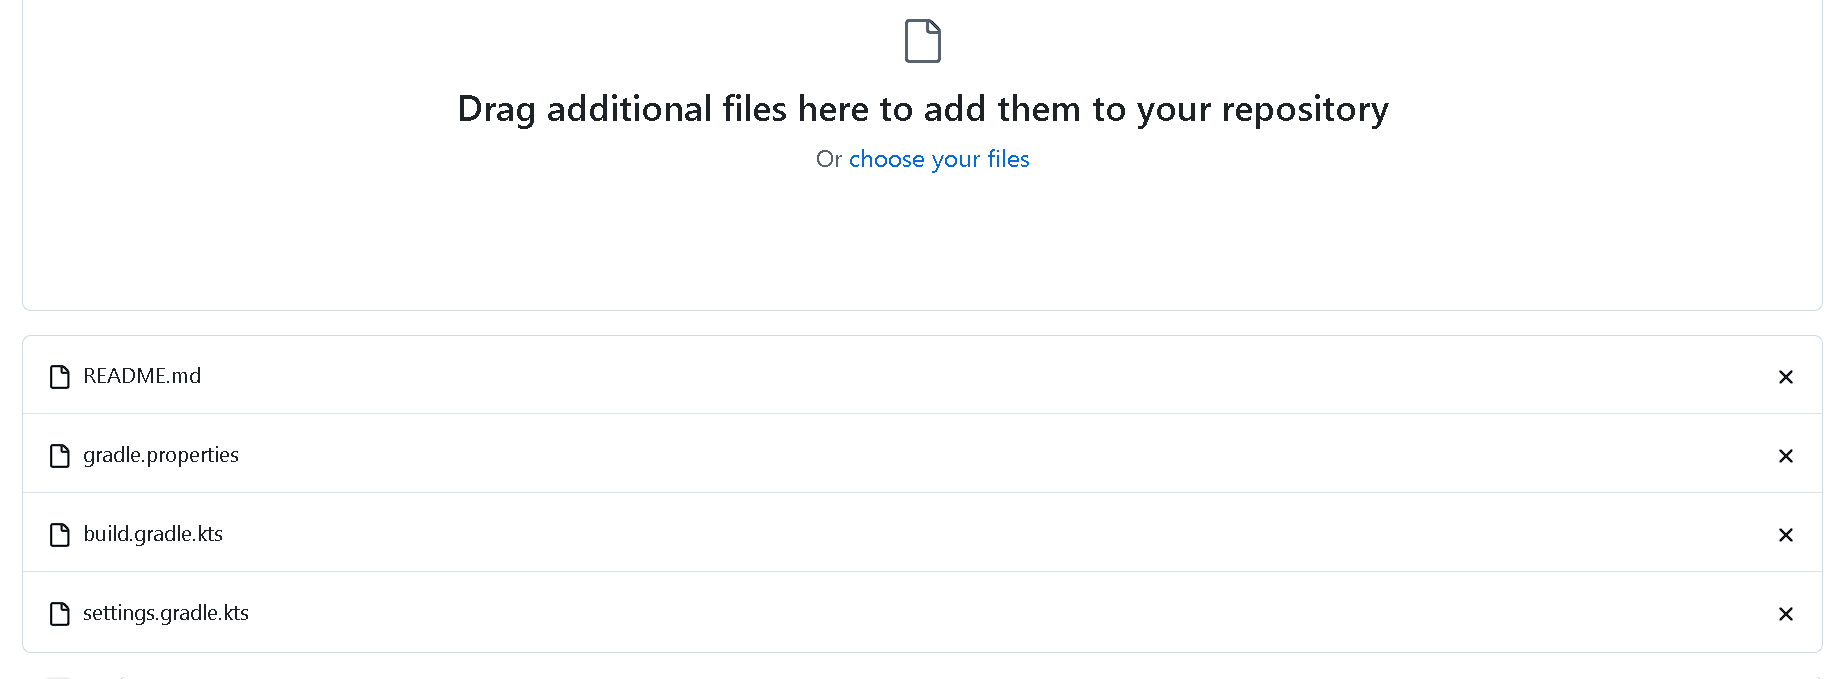 Drag additional files here to add them to your repository
Or choose your files
README.md
gradle.properties
build.gradle.kts
settings.gradle.kts